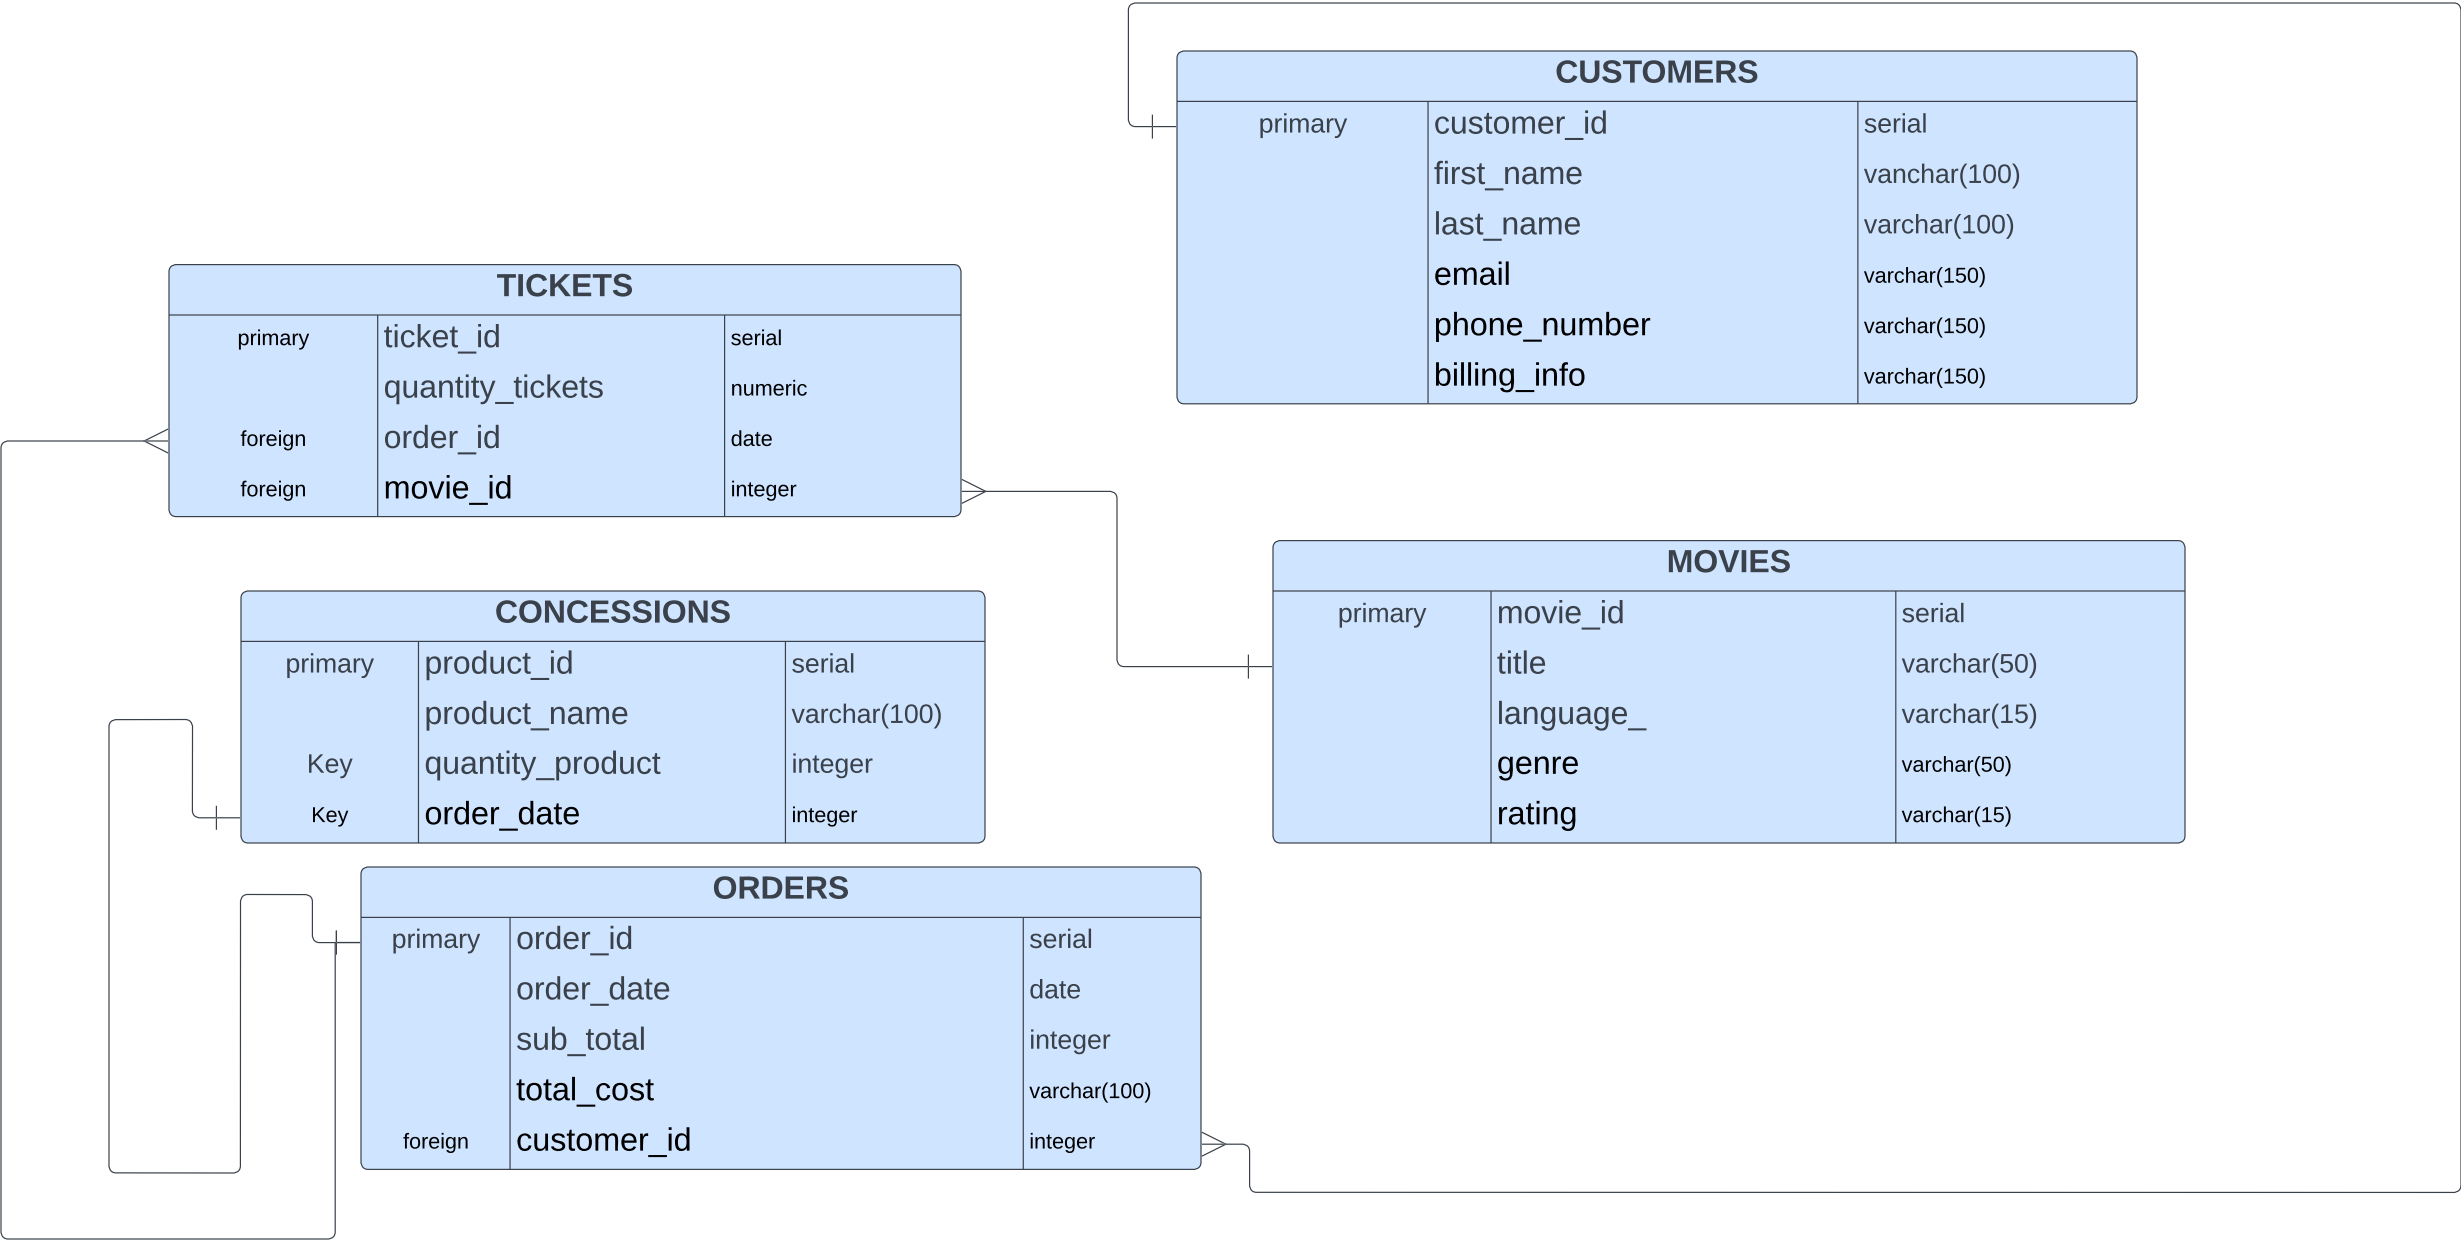 CUSTOMERS
primary customer_id serial
first_name vanchar(100)
last_name varchar(100)
email varchar(150)
phone_number varchar(150)
billing_info varchar(150)
TICKETS
primary ticket_id serial
quantity_tickets numeric
foreign order_id date
foreign movie_id integer
MOVIES
primary movie_id serial
title varchar(50)
language_ varchar(15)
genre varchar(50)
rating varchar(15)
CONCESSIONS
primary product_id serial
product_name varchar(100)
Key quantity_product integer
Key order_date integer
ORDERS
primary order_id serial
order_date date
sub_total integer
total_cost varchar(100)
foreign customer_id integer